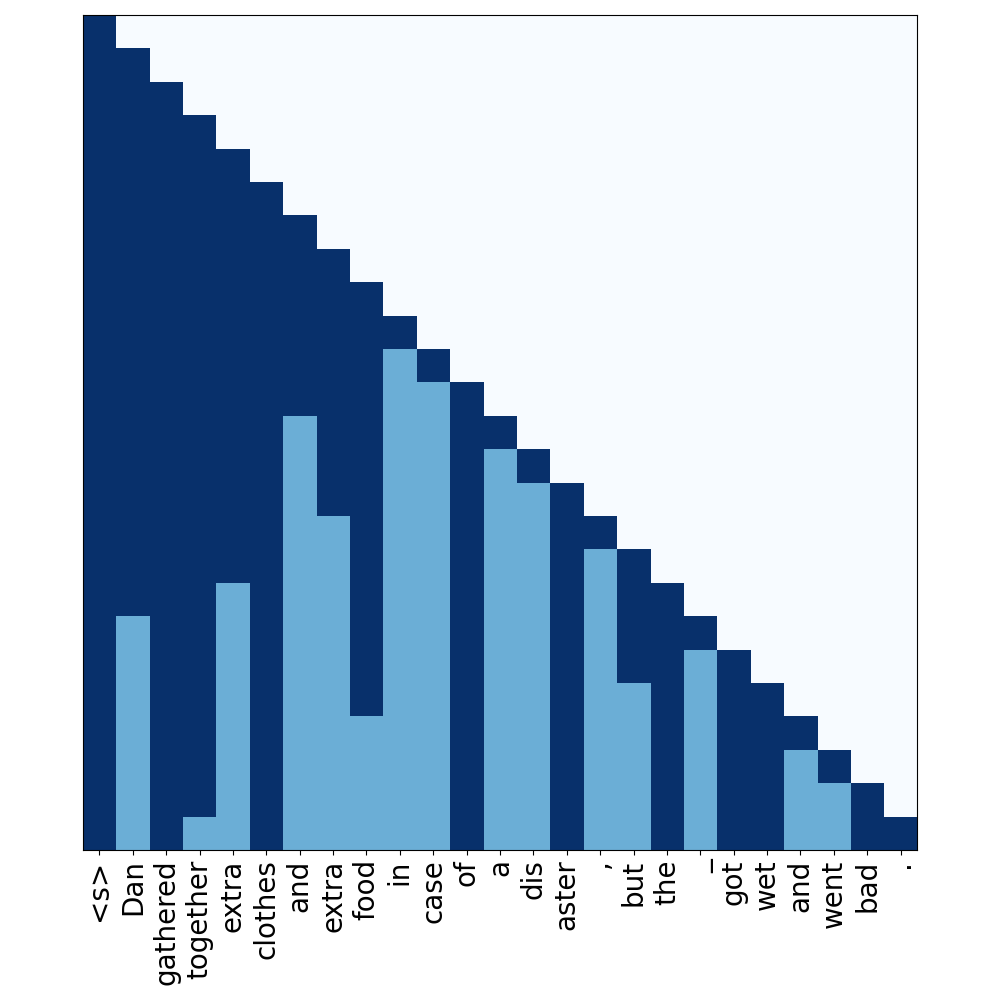 <s>
Dan
gathered
together
extra
clothes
and
extra
food
in
case
of
a
dis
aster
,
but
the
_
got
wet
and
went
bad
.